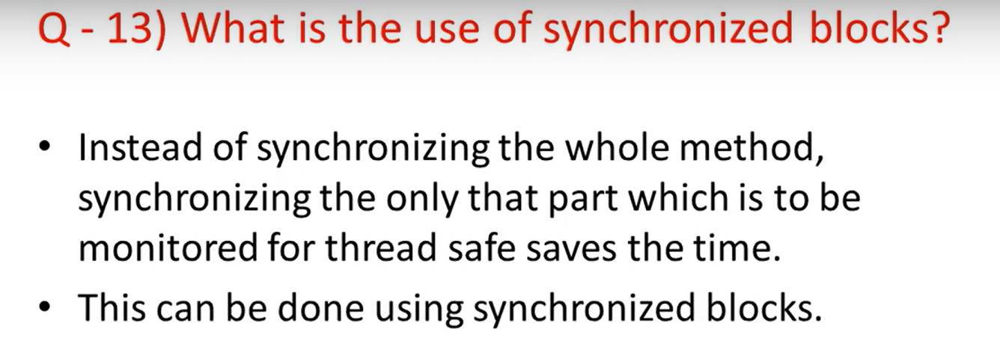 Q - 13) What is the use of synchronized blocks?
• Instead of synchronizing the whole method,
synchronizing the only that part which is to be
monitored for thread safe saves the time.
• This can be done using synchronized blocks.